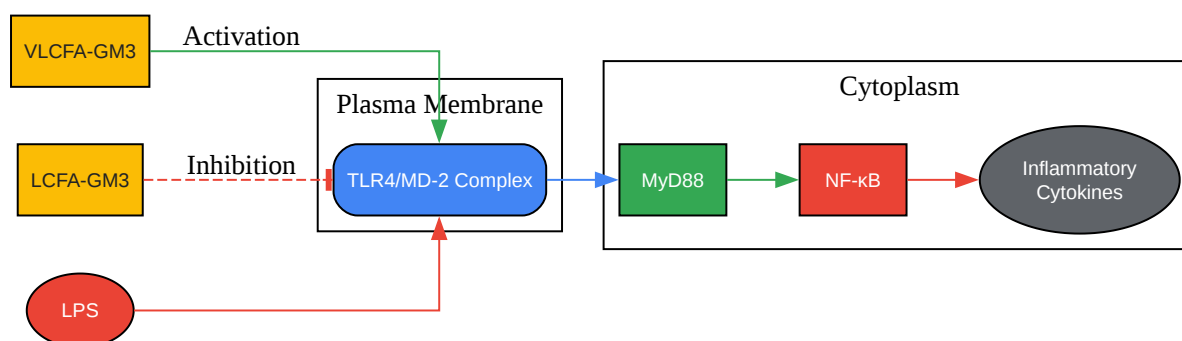 VLCFA-GM3
Activation
Plasma Membrane
Cytoplasm
LCFA-GM3
Inhibition
TLR4/MD-2 Complex
MyD88
NF-κB
Inflammatory
Cytokines
LPS